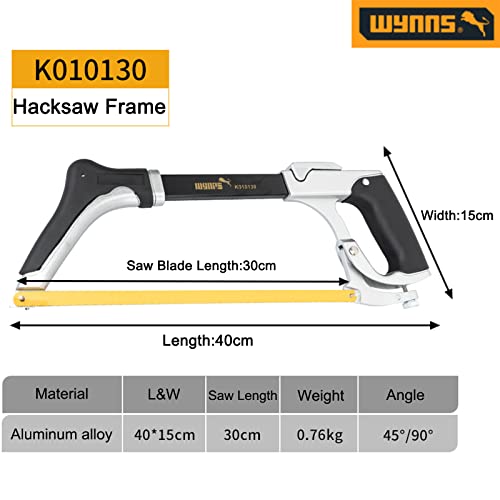 WYNNS
K010130
Hacksaw Frame
WYNNS
K010130
Width:15cm
Saw Blade Length:30cm
Length:40cm
Material L&W Saw Length Weight Angle
Aluminum alloy 40*15cm 30cm 0.76kg 45°/90°